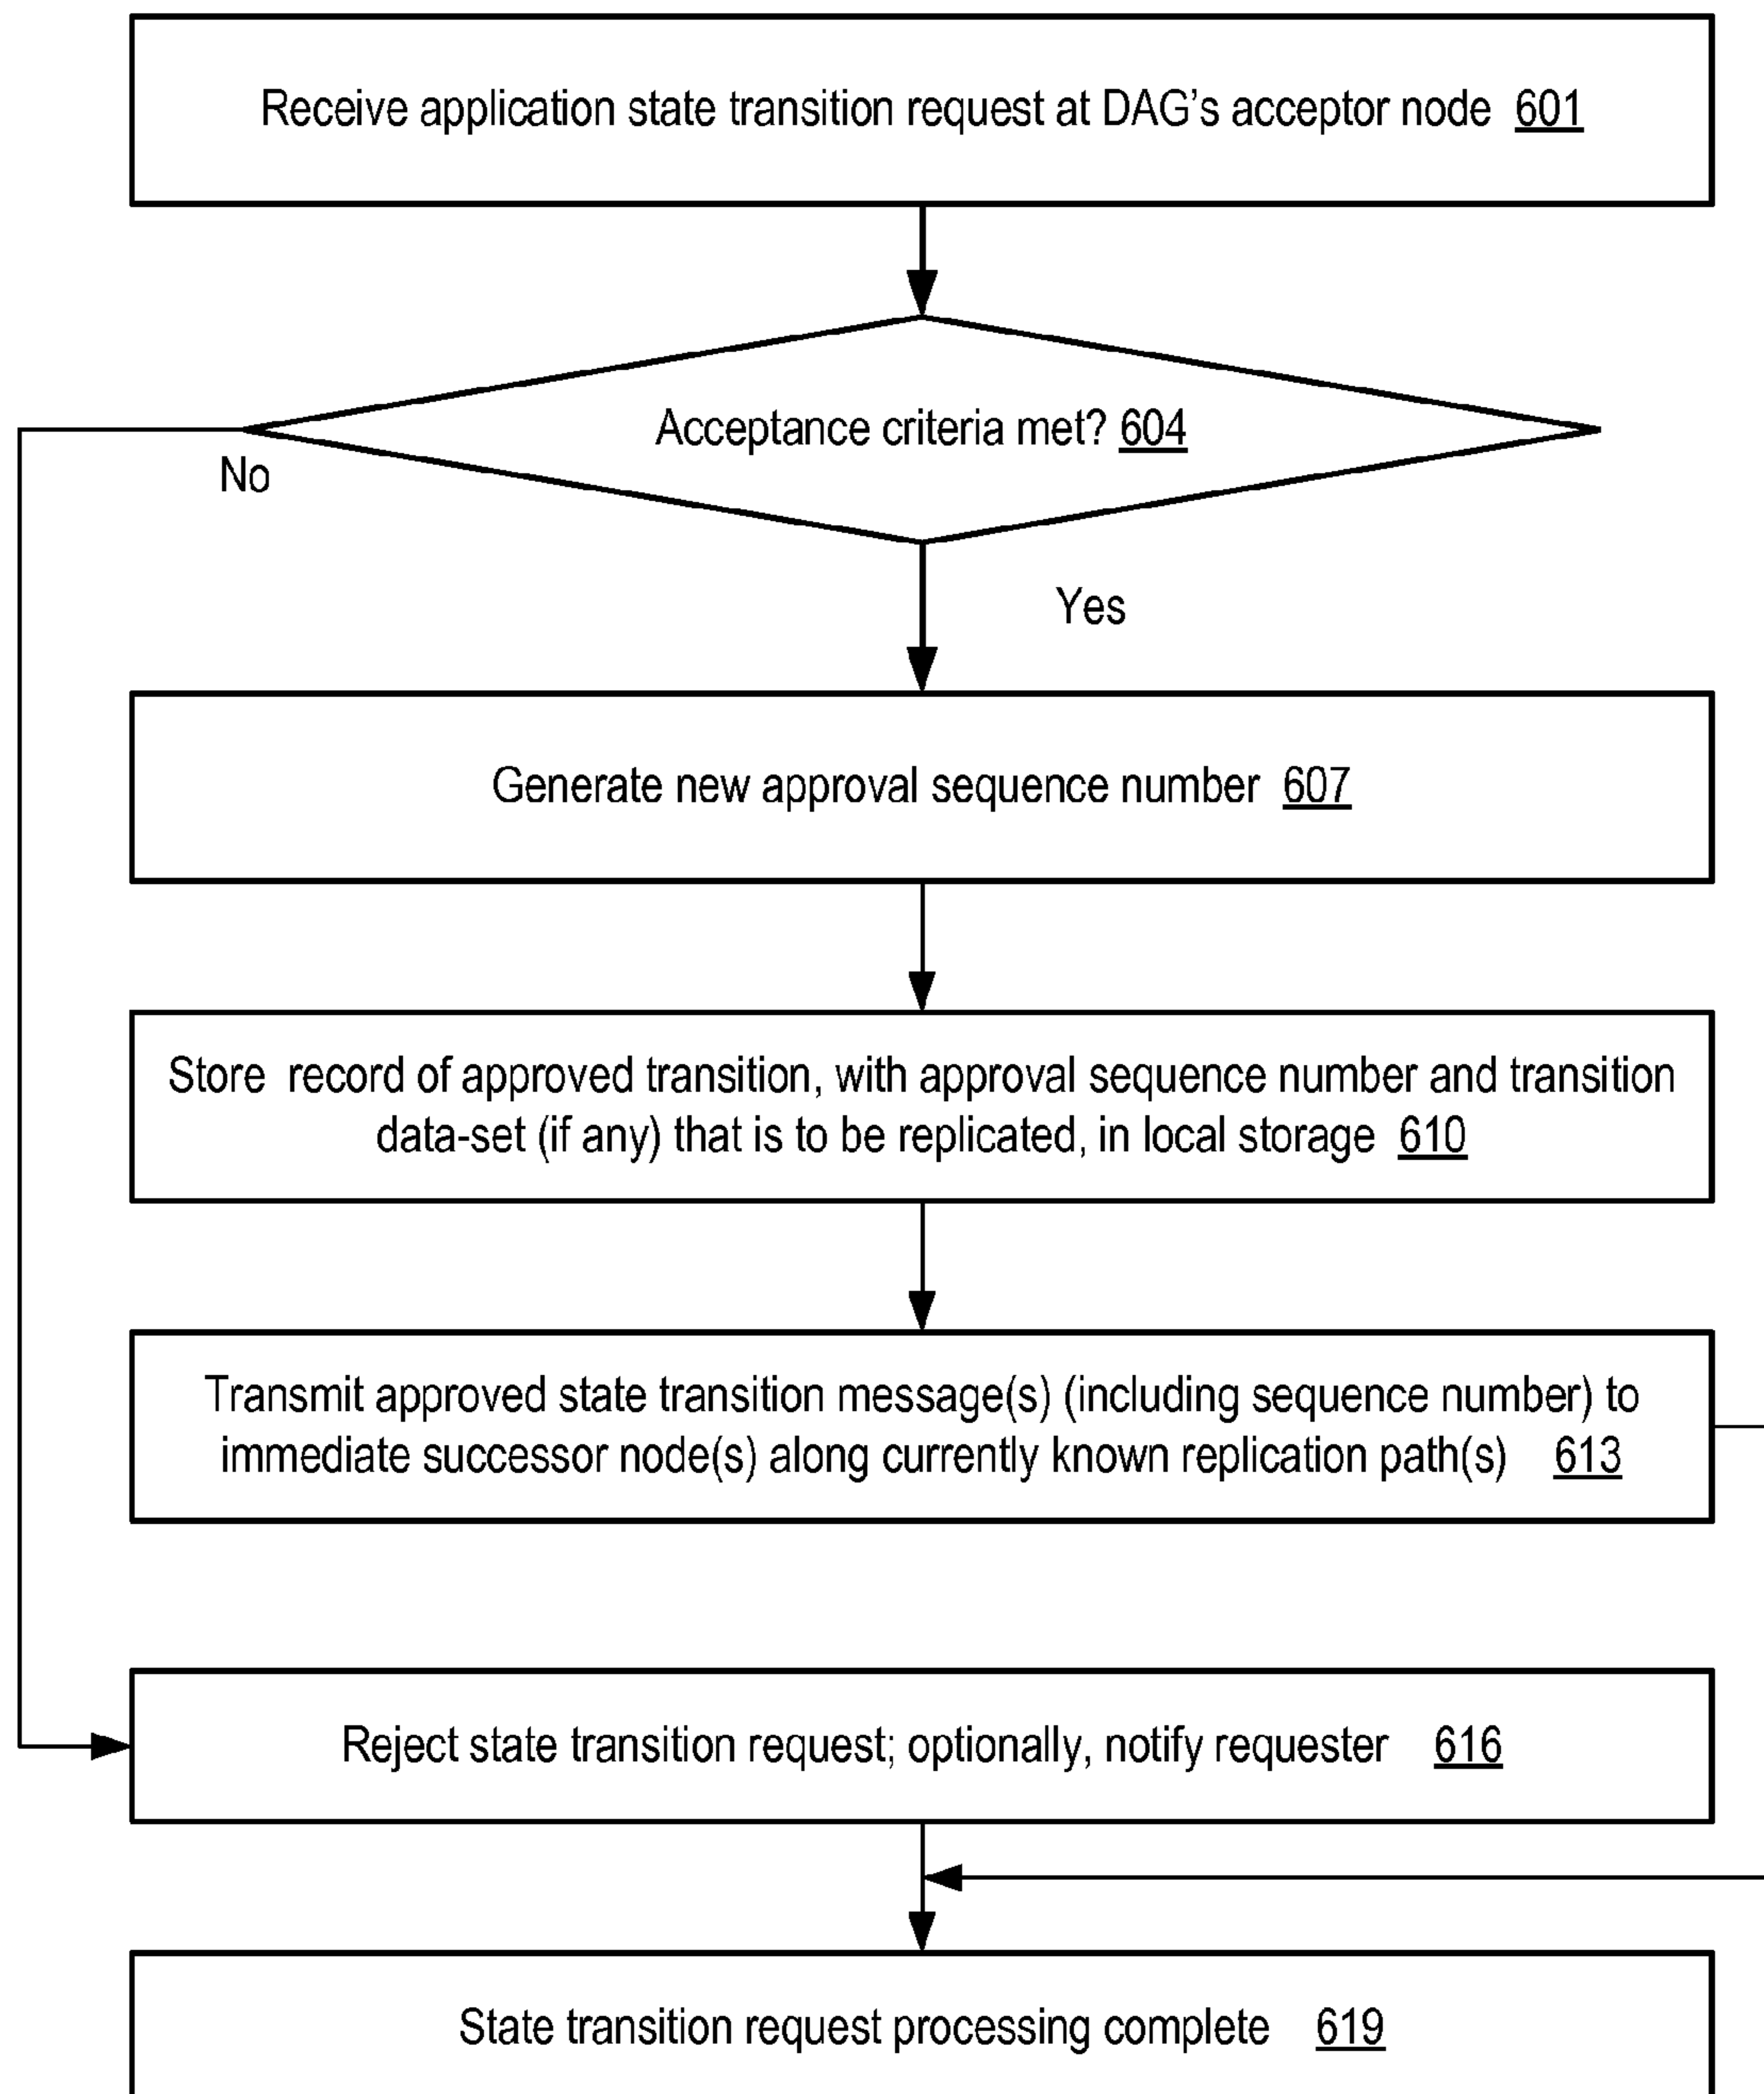 Receive application state transition request at DAG’s acceptor node 601
Acceptance criteria met? 604
No
Yes
Generate new approval sequence number 607
Store record of approved transition, with approval sequence number and transition
data-set (if any) that is to be replicated, in local storage 610
Transmit approved state transition message(s) (including sequence number) to
immediate successor node(s) along currently known replication path(s) 613
Reject state transition request; optionally, notify requester 616
State transition request processing complete 619